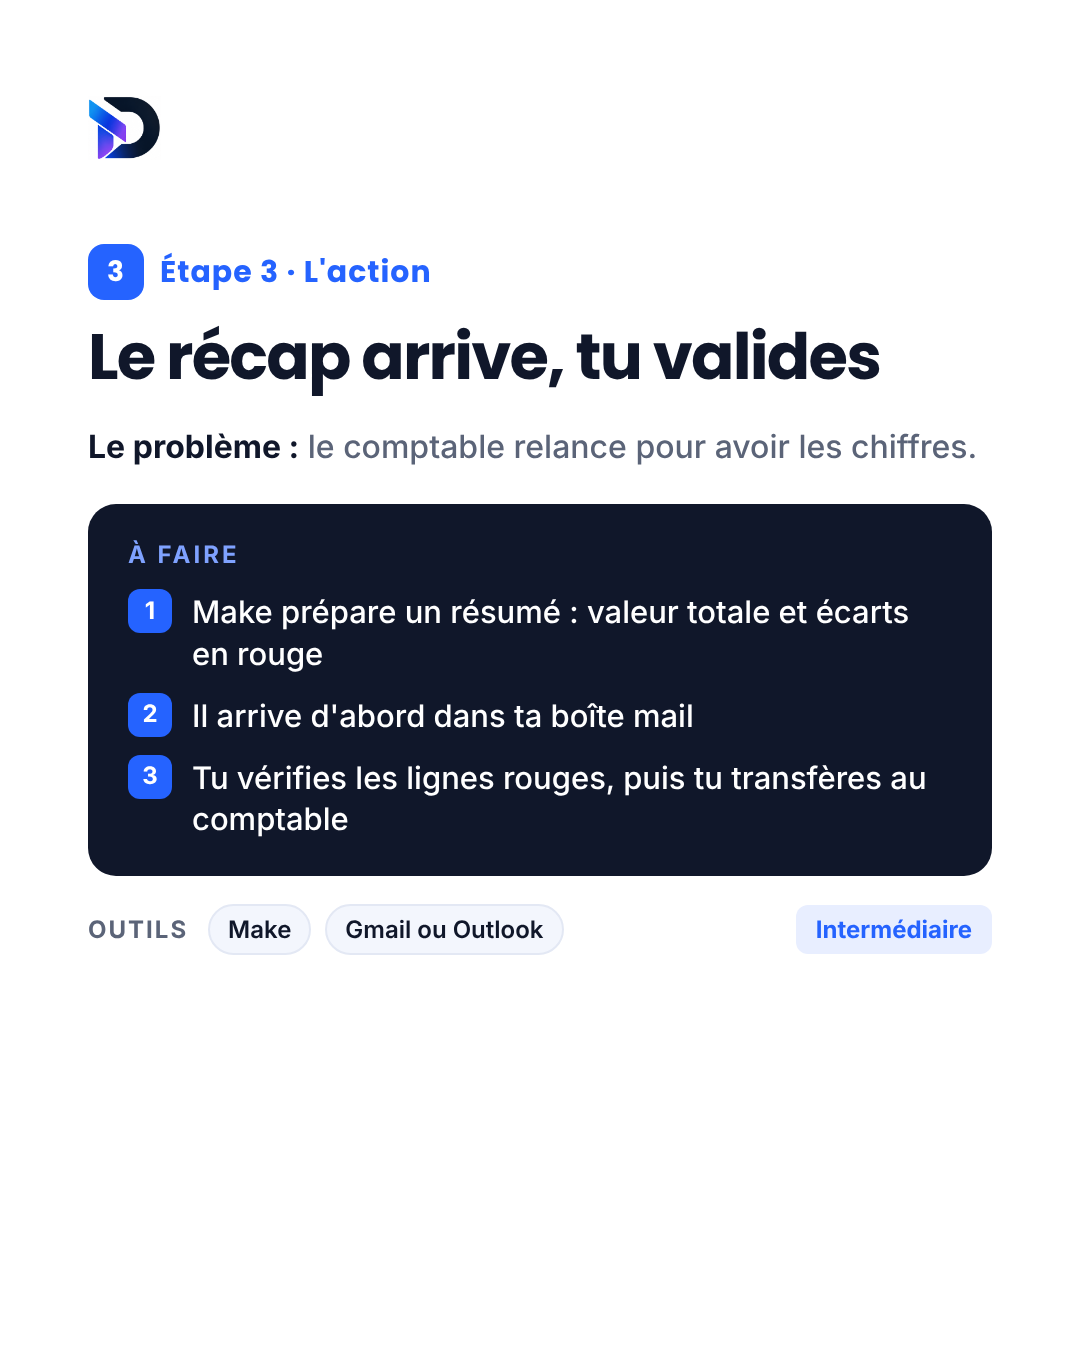 3 Étape 3 · L'action
Le récap arrive, tu valides
Le problème : le comptable relance pour avoir les chiffres.
À FAIRE
1 Make prépare un résumé : valeur totale et écarts
en rouge
2 Il arrive d'abord dans ta boîte mail
3 Tu vérifies les lignes rouges, puis tu transfères au
comptable
OUTILS Make Gmail ou Outlook Intermédiaire